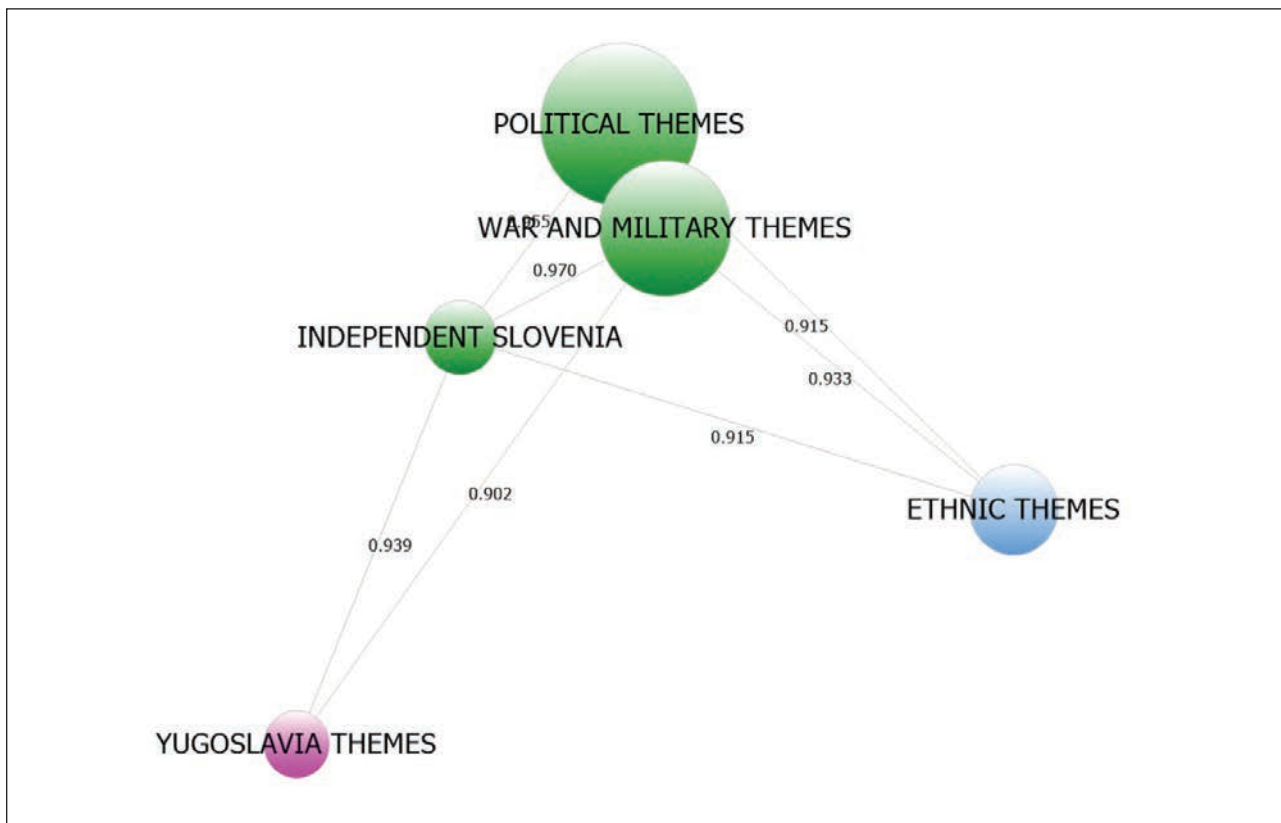 POLITICAL THEMES
WAR AND MILITARY THEMES
0.970
INDEPENDENT SLOVENIA
0.915
0.933
0.915
0.902
ETHNIC THEMES
0.939
YUGOSLAVIA THEMES